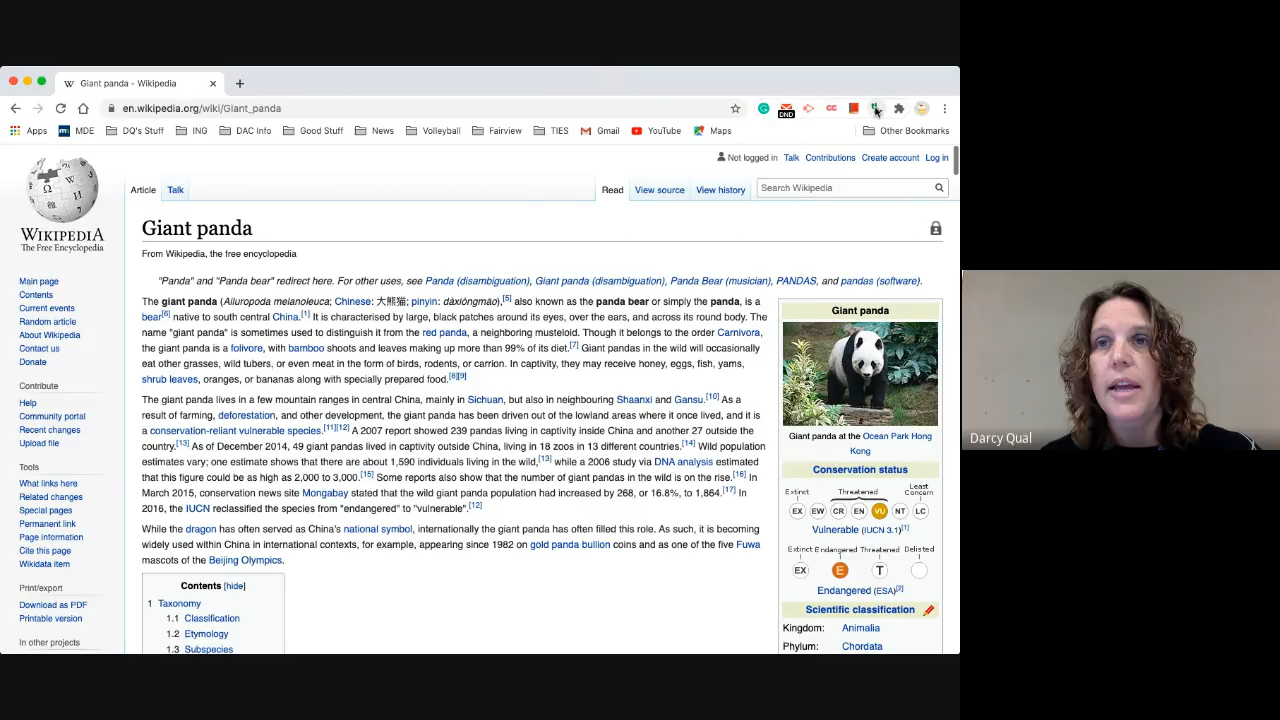 Giant panda - Wikipedia
en.wikipedia.org/wiki/Giant_panda
DND
CC
Apps MDE DQ's Stuff ING DAC Info Good Stuff News Volleyball Fairview TIES Gmail YouTube Maps Other Bookmarks
Not logged in Talk Contributions Create account Log in
Article Talk Read View source View history Search Wikipedia
WIKIPEDIA
The Free Encyclopedia
Main page
Contents
Current events
Random article
About Wikipedia
Contact us
Donate
Contribute
Help
Community portal
Recent changes
Upload file
Tools
What links here
Related changes
Special pages
Permanent link
Page information
Cite this page
Wikidata item
Print/export
Download as PDF
Printable version
In other projects
Giant panda
From Wikipedia, the free encyclopedia
"Panda" and "Panda bear" redirect here. For other uses, see Panda (disambiguation), Giant panda (disambiguation), Panda Bear (musician), PANDAS, and pandas (software).
The giant panda (Ailuropoda melanoleuca; Chinese: 大熊猫; pinyin: dàxióngmāo),[5] also known as the panda bear or simply the panda, is a
bear[6] native to south central China.[1] It is characterised by large, black patches around its eyes, over the ears, and across its round body. The
name "giant panda" is sometimes used to distinguish it from the red panda, a neighboring musteloid. Though it belongs to the order Carnivora,
the giant panda is a folivore, with bamboo shoots and leaves making up more than 99% of its diet.[7] Giant pandas in the wild will occasionally
eat other grasses, wild tubers, or even meat in the form of birds, rodents, or carrion. In captivity, they may receive honey, eggs, fish, yams,
shrub leaves, oranges, or bananas along with specially prepared food.[8][9]
The giant panda lives in a few mountain ranges in central China, mainly in Sichuan, but also in neighbouring Shaanxi and Gansu.[10] As a
result of farming, deforestation, and other development, the giant panda has been driven out of the lowland areas where it once lived, and it is
a conservation-reliant vulnerable species.[11][12] A 2007 report showed 239 pandas living in captivity inside China and another 27 outside the
country.[13] As of December 2014, 49 giant pandas lived in captivity outside China, living in 18 zoos in 13 different countries.[14] Wild population
estimates vary; one estimate shows that there are about 1,590 individuals living in the wild,[13] while a 2006 study via DNA analysis estimated
that this figure could be as high as 2,000 to 3,000.[15] Some reports also show that the number of giant pandas in the wild is on the rise.[16] In
March 2015, conservation news site Mongabay stated that the wild giant panda population had increased by 268, or 16.8%, to 1,864.[17] In
2016, the IUCN reclassified the species from "endangered" to "vulnerable".[12]
While the dragon has often served as China's national symbol, internationally the giant panda has often filled this role. As such, it is becoming
widely used within China in international contexts, for example, appearing since 1982 on gold panda bullion coins and as one of the five Fuwa
mascots of the Beijing Olympics.
Contents [hide]
1 Taxonomy
1.1 Classification
1.2 Etymology
1.3 Subspecies
Giant panda
Giant panda at the Ocean Park Hong
Kong
Conservation status
Extinct Threatened Least Concern
EX EW CR EN VU NT LC
Vulnerable (IUCN 3.1)[1]
Extinct Endangered Threatened Delisted
EX E T
Endangered (ESA)[2]
Scientific classification
Kingdom: Animalia
Phylum: Chordata
Darcy Qual